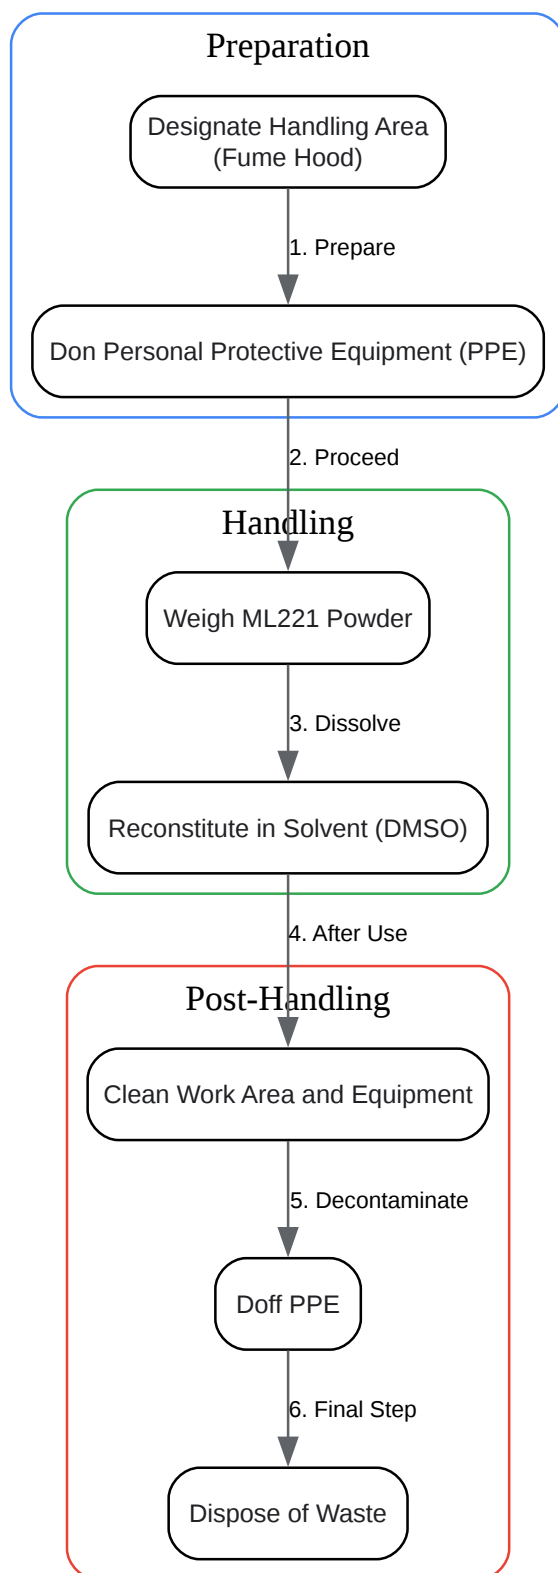 Preparation
Designate Handling Area
(Fume Hood)
1. Prepare
Don Personal Protective Equipment (PPE)
2. Proceed
Handling
Weigh ML221 Powder
3. Dissolve
Reconstitute in Solvent (DMSO)
4. After Use
Post-Handling
Clean Work Area and Equipment
5. Decontaminate
Doff PPE
6. Final Step
Dispose of Waste